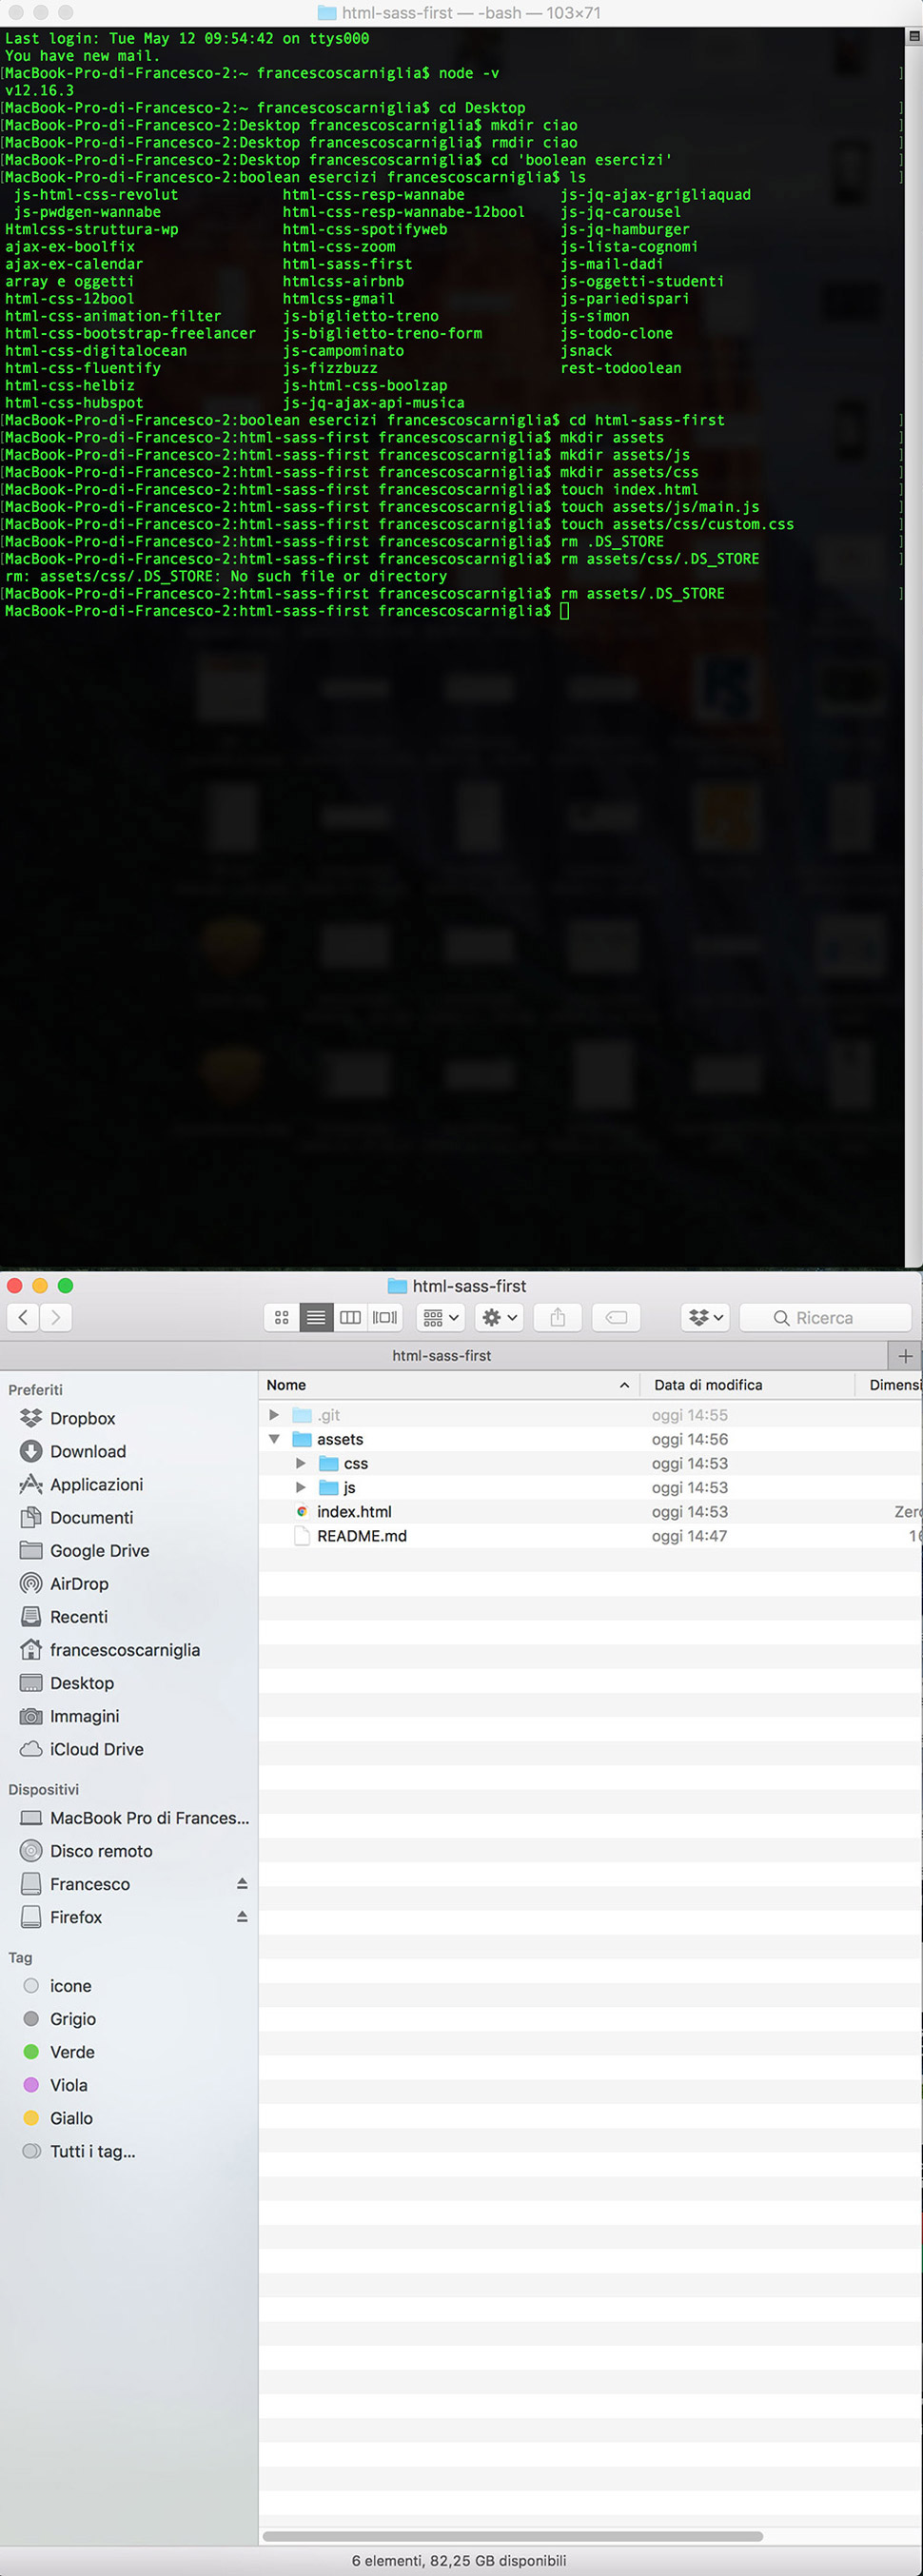 html-sass-first — -bash — 103×71
Last login: Tue May 12 09:54:42 on ttys000
You have new mail.
[MacBook-Pro-di-Francesco-2:~ francescoscarniglia$ node -v ]
v12.16.3
[MacBook-Pro-di-Francesco-2:~ francescoscarniglia$ cd Desktop ]
[MacBook-Pro-di-Francesco-2:Desktop francescoscarniglia$ mkdir ciao ]
[MacBook-Pro-di-Francesco-2:Desktop francescoscarniglia$ rmdir ciao ]
[MacBook-Pro-di-Francesco-2:Desktop francescoscarniglia$ cd 'boolean esercizi' ]
[MacBook-Pro-di-Francesco-2:boolean esercizi francescoscarniglia$ ls ]
js-html-css-revolut html-css-resp-wannabe js-jq-ajax-grigliaquad
js-pwdgen-wannabe html-css-resp-wannabe-12bool js-jq-carousel
Htmlcss-struttura-wp html-css-spotifyweb js-jq-hamburger
ajax-ex-boolfix html-css-zoom js-lista-cognomi
ajax-ex-calendar html-sass-first js-mail-dadi
array e oggetti htmlcss-airbnb js-oggetti-studenti
html-css-12bool htmlcss-gmail js-pariedispari
html-css-animation-filter js-biglietto-treno js-simon
html-css-bootstrap-freelancer js-biglietto-treno-form js-todo-clone
html-css-digitalocean js-campominato jsnack
html-css-fluentify js-fizzbuzz rest-todoolean
html-css-helbiz js-html-css-boolzap
html-css-hubspot js-jq-ajax-api-musica
[MacBook-Pro-di-Francesco-2:boolean esercizi francescoscarniglia$ cd html-sass-first ]
[MacBook-Pro-di-Francesco-2:html-sass-first francescoscarniglia$ mkdir assets ]
[MacBook-Pro-di-Francesco-2:html-sass-first francescoscarniglia$ mkdir assets/js ]
[MacBook-Pro-di-Francesco-2:html-sass-first francescoscarniglia$ mkdir assets/css ]
[MacBook-Pro-di-Francesco-2:html-sass-first francescoscarniglia$ touch index.html ]
[MacBook-Pro-di-Francesco-2:html-sass-first francescoscarniglia$ touch assets/js/main.js ]
[MacBook-Pro-di-Francesco-2:html-sass-first francescoscarniglia$ touch assets/css/custom.css ]
[MacBook-Pro-di-Francesco-2:html-sass-first francescoscarniglia$ rm .DS_STORE ]
[MacBook-Pro-di-Francesco-2:html-sass-first francescoscarniglia$ rm assets/css/.DS_STORE ]
rm: assets/css/.DS_STORE: No such file or directory
[MacBook-Pro-di-Francesco-2:html-sass-first francescoscarniglia$ rm assets/.DS_STORE ]
MacBook-Pro-di-Francesco-2:html-sass-first francescoscarniglia$
html-sass-first
Ricerca
html-sass-first
Preferiti
Dropbox
Download
Applicazioni
Documenti
Google Drive
AirDrop
Recenti
francescoscarniglia
Desktop
Immagini
iCloud Drive
Dispositivi
MacBook Pro di Frances...
Disco remoto
Francesco
Firefox
Tag
icone
Grigio
Verde
Viola
Giallo
Tutti i tag...
Nome Data di modifica Dimensi
.git oggi 14:55
assets oggi 14:56
css oggi 14:53
js oggi 14:53
index.html oggi 14:53 Zero
README.md oggi 14:47 16
6 elementi, 82,25 GB disponibili